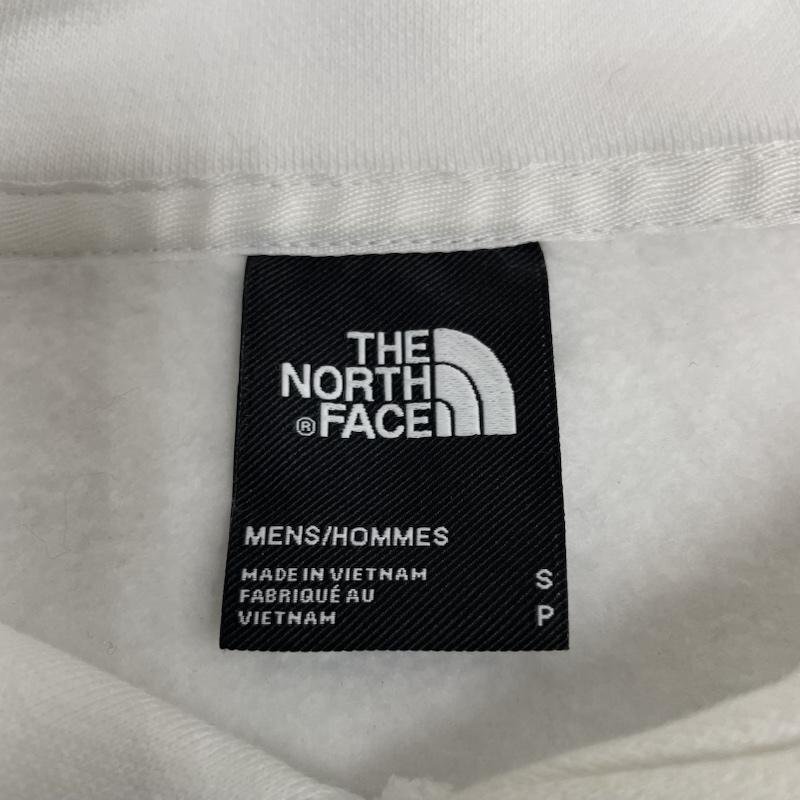 THE
NORTH
® FACE
MENS/HOMMES
MADE IN VIETNAM S
FABRIQUÉ AU
VIETNAM P